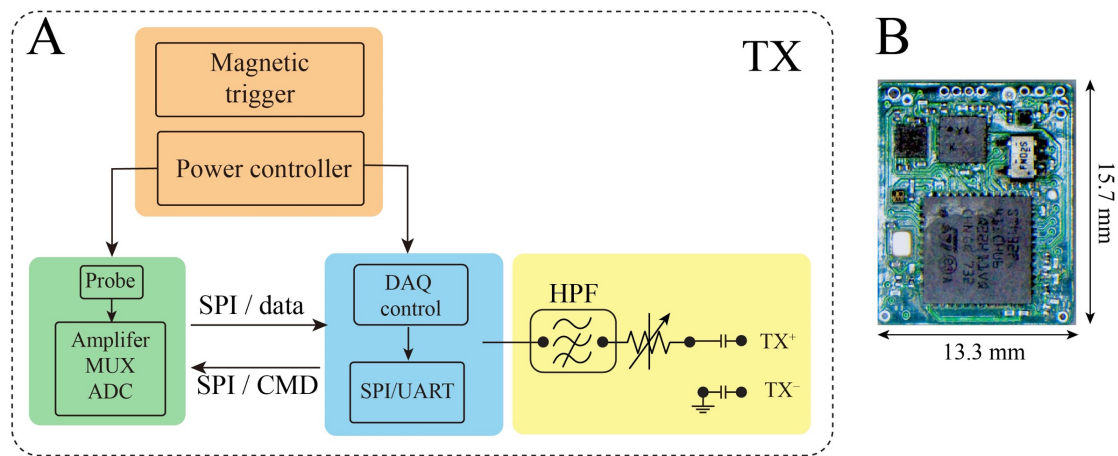 A
TX
Magnetic
trigger
Power controller
Probe
Amplifer
MUX
ADC
SPI / data
SPI / CMD
DAQ
control
SPI/UART
HPF
TX⁺
TX⁻
B
15.7 mm
13.3 mm